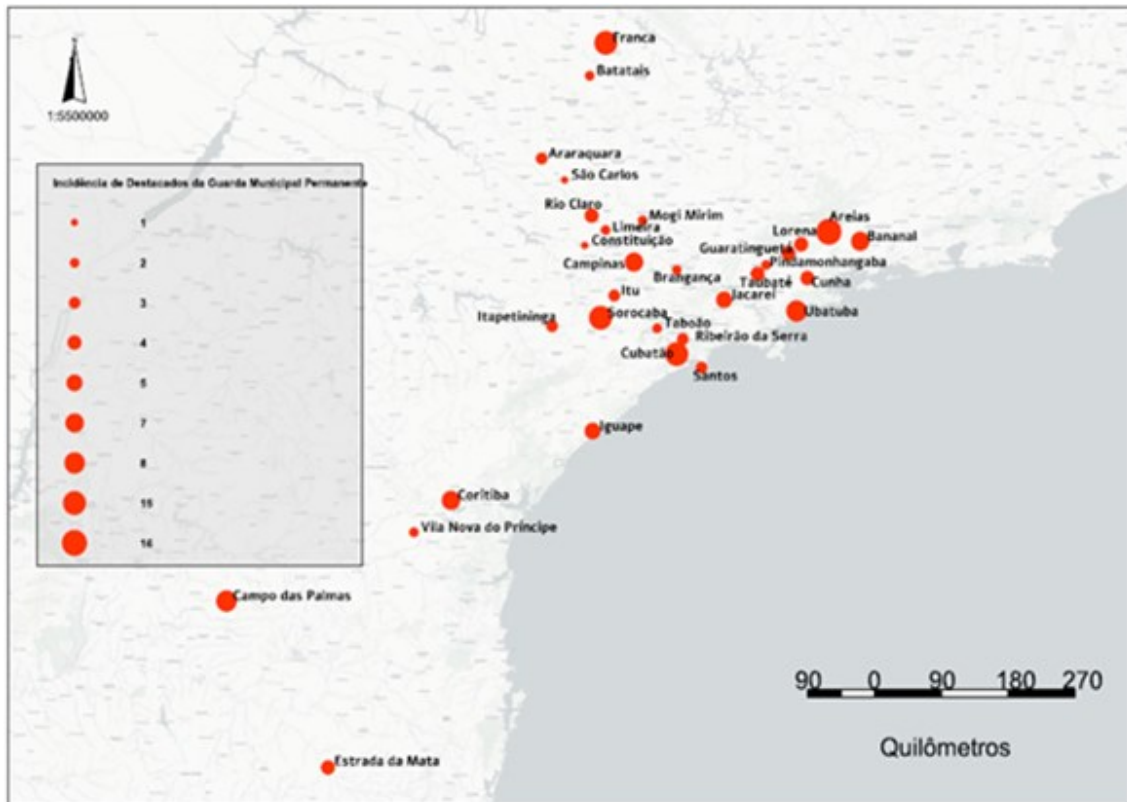 1:5500000
Incidência de Destacados da Guarda Municipal Permanente
1
2
3
4
5
7
8
15
16
Franca
Batatais
Araraquara
São Carlos
Rio Claro
Mogi Mirim
Limeira
Constituição
Campinas
Bragança
Areias
Lorena
Bananal
Guaratinguetá
Pindamonhangaba
Taubaté
Cunha
Jacareí
Ubatuba
Itu
Sorocaba
Itapetininga
Taboão
Ribeirão da Serra
Cubatão
Santos
Iguape
Coritiba
Vila Nova do Príncipe
Campo das Palmas
Estrada da Mata
90 0 90 180 270
Quilômetros